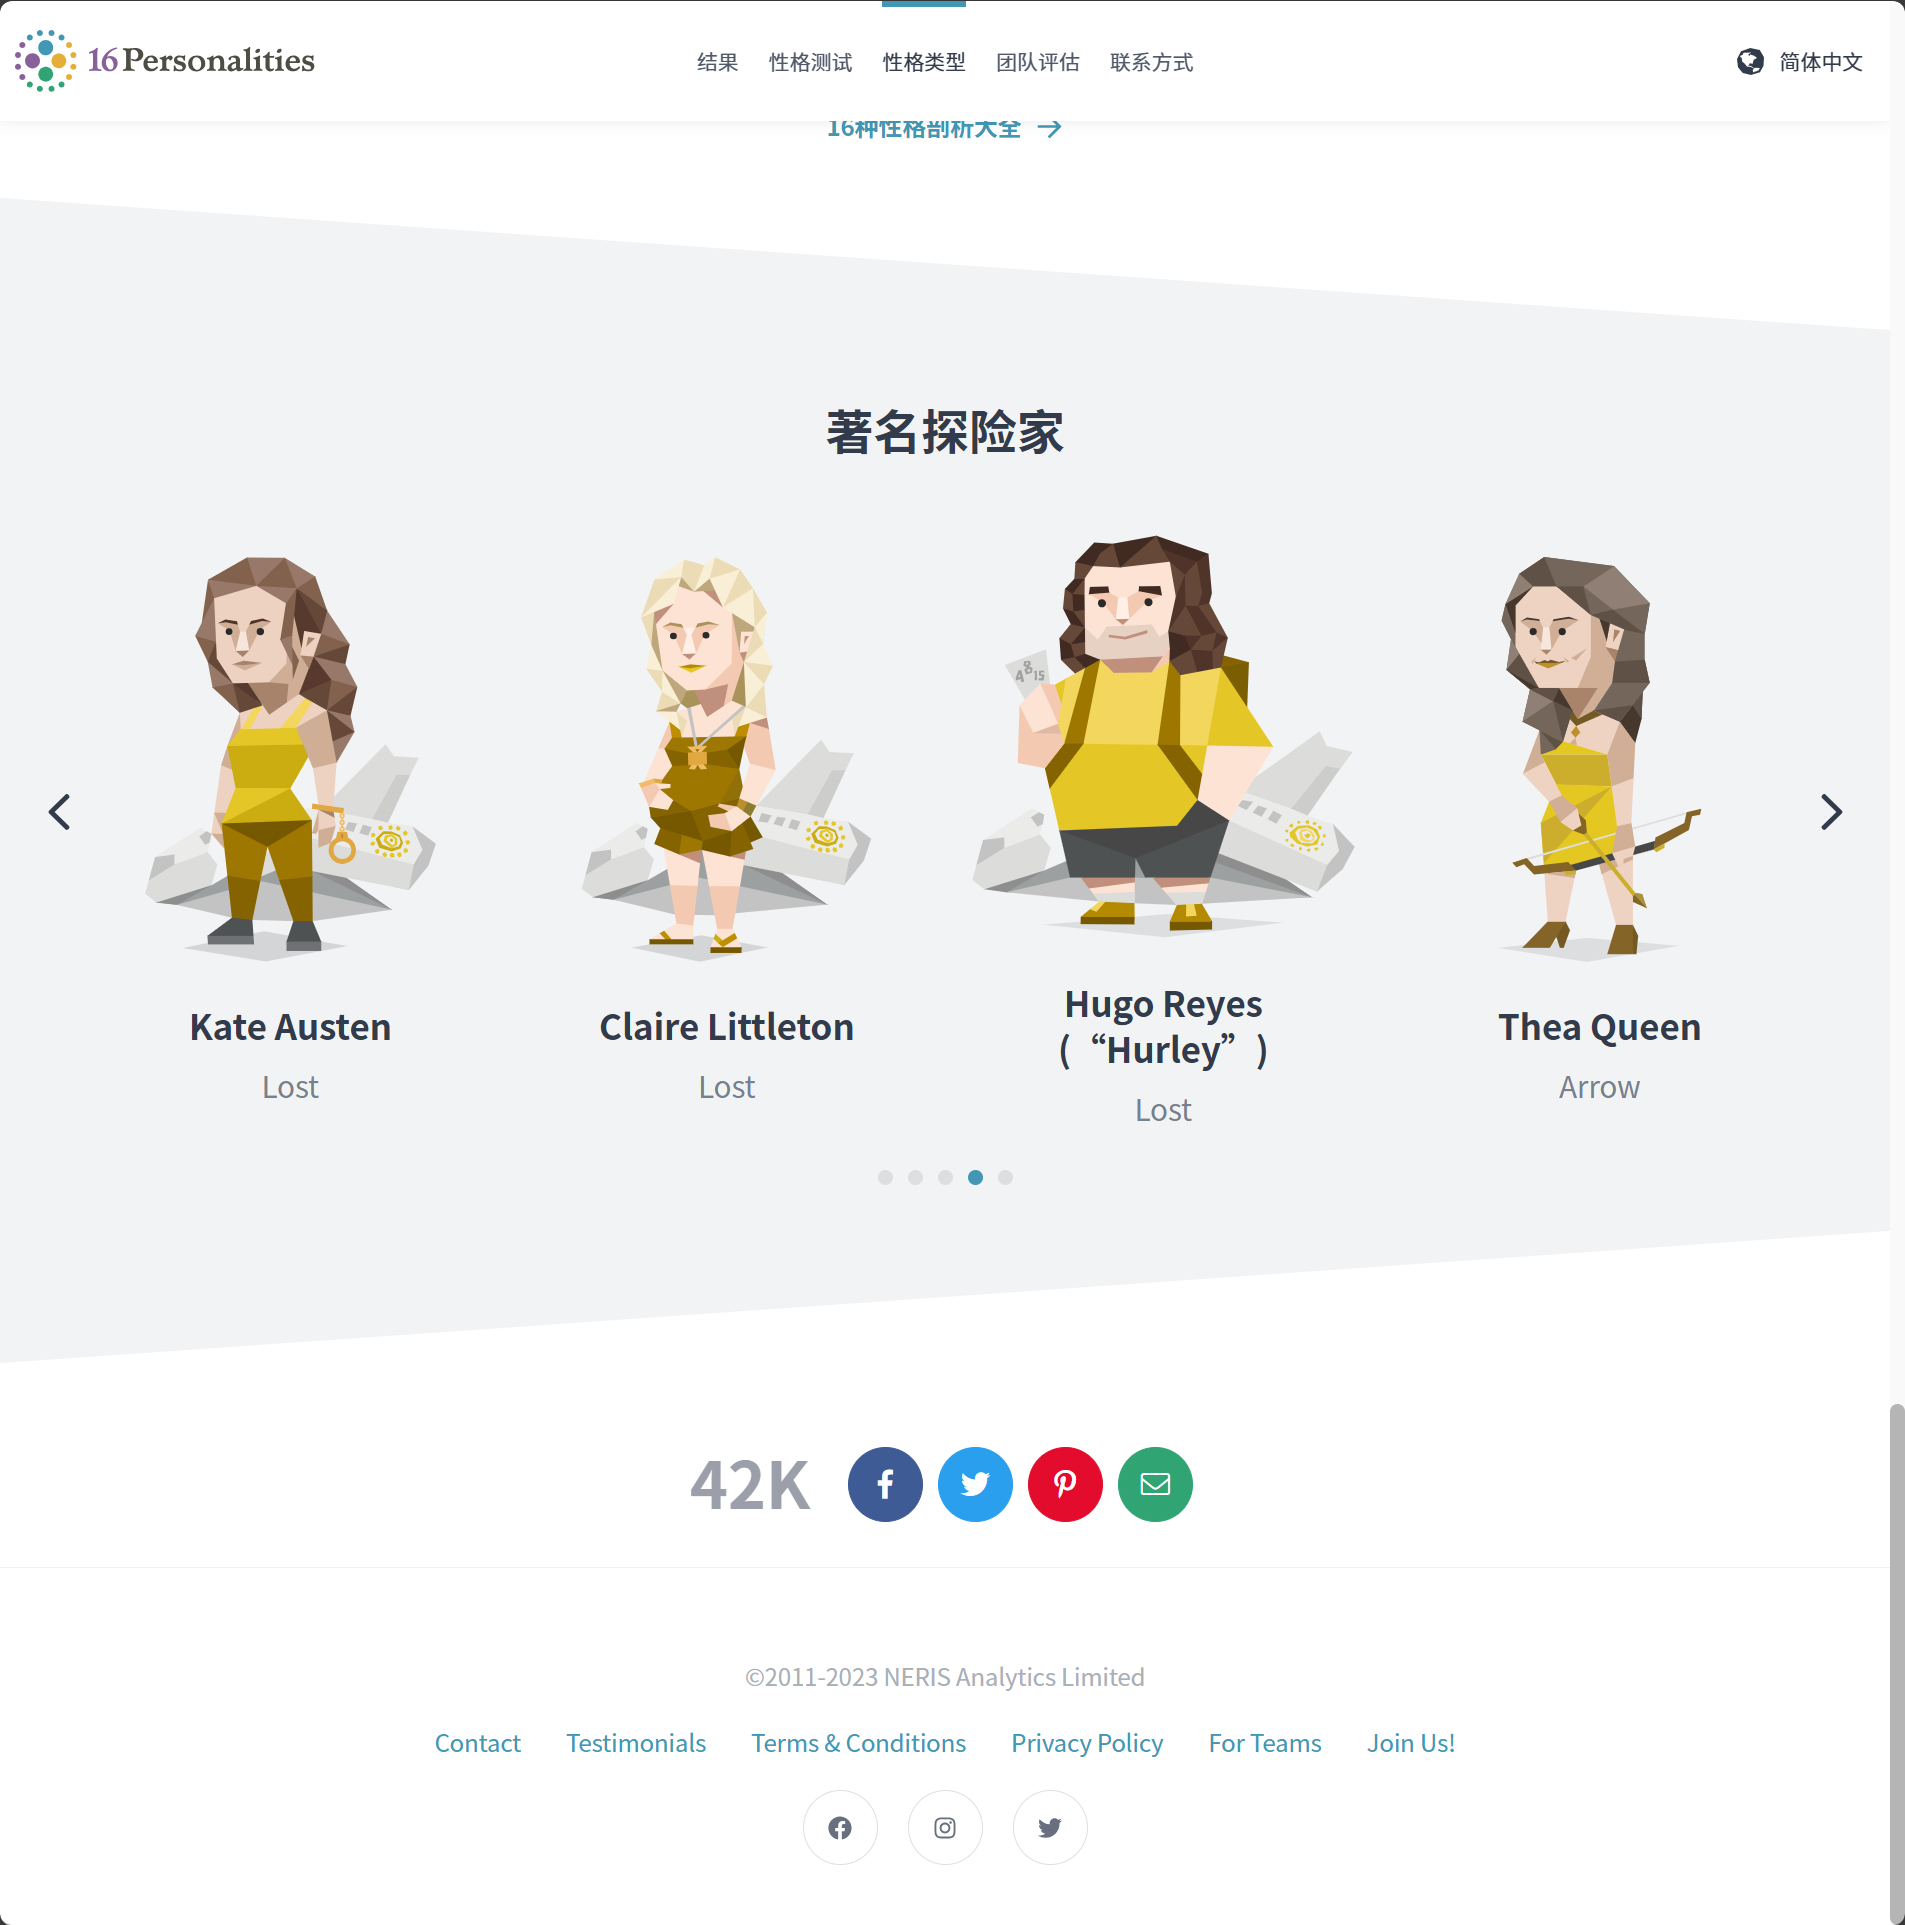 16Personalities
结果 性格测试 性格类型 团队评估 联系方式
简体中文
16种性格剖析大全 →
著名探险家
4 8 15
Kate Austen
Lost
Claire Littleton
Lost
Hugo Reyes
(“Hurley”)
Lost
Thea Queen
Arrow
42K
©2011-2023 NERIS Analytics Limited
Contact Testimonials Terms & Conditions Privacy Policy For Teams Join Us!